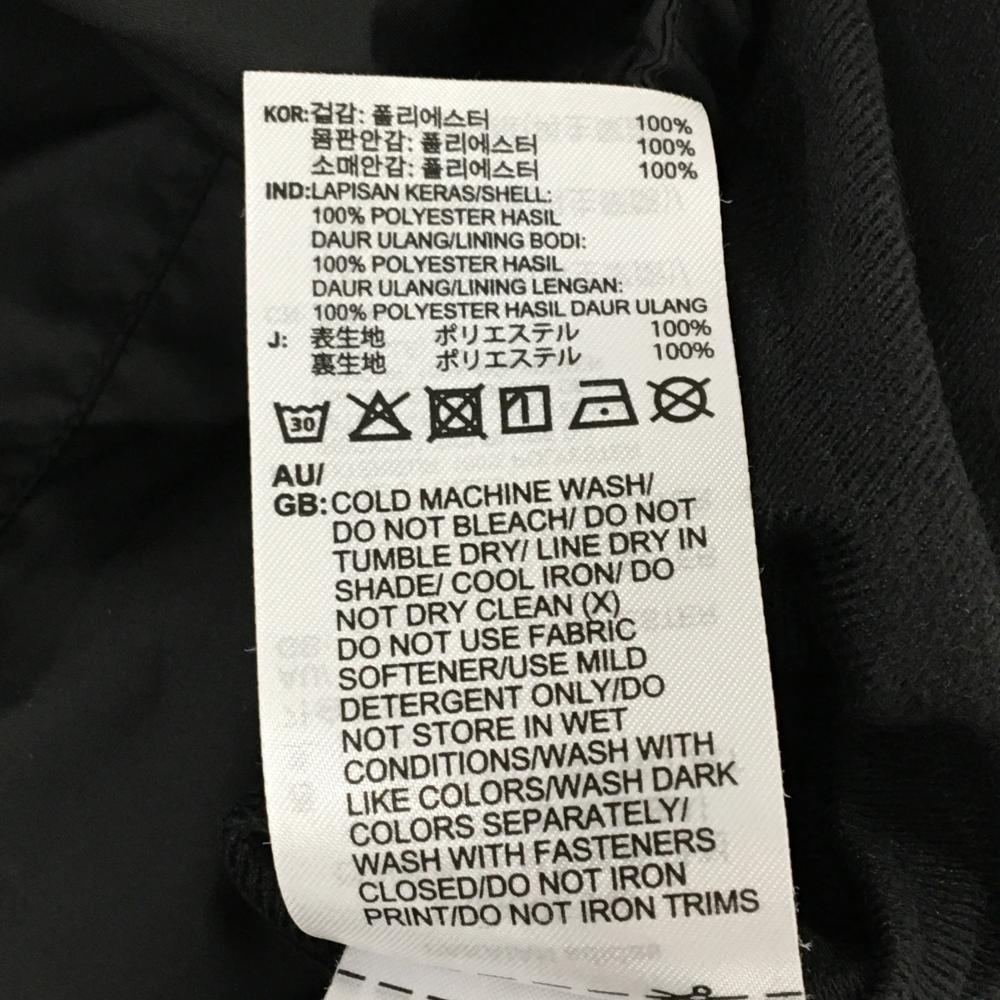 KOR:겉감: 폴리에스터 100%
몸판안감: 폴리에스터 100%
소매안감: 폴리에스터 100%
IND:LAPISAN KERAS/SHELL:
100% POLYESTER HASIL
DAUR ULANG/LINING BODI:
100% POLYESTER HASIL
DAUR ULANG/LINING LENGAN:
100% POLYESTER HASIL DAUR ULANG
J: 表生地 ポリエステル 100%
裏生地 ポリエステル 100%
30
AU/
GB:COLD MACHINE WASH/
DO NOT BLEACH/ DO NOT
TUMBLE DRY/ LINE DRY IN
SHADE/ COOL IRON/ DO
NOT DRY CLEAN (X)
DO NOT USE FABRIC
SOFTENER/USE MILD
DETERGENT ONLY/DO
NOT STORE IN WET
CONDITIONS/WASH WITH
LIKE COLORS/WASH DARK
COLORS SEPARATELY/
WASH WITH FASTENERS
CLOSED/DO NOT IRON
PRINT/DO NOT IRON TRIMS